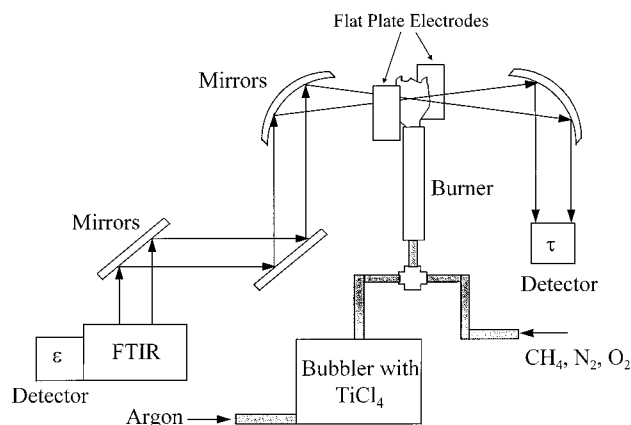 Flat Plate Electrodes
Mirrors
Burner
Mirrors
τ
Detector
ε
FTIR
Detector
Bubbler with
TiCl4
CH4, N2, O2
Argon